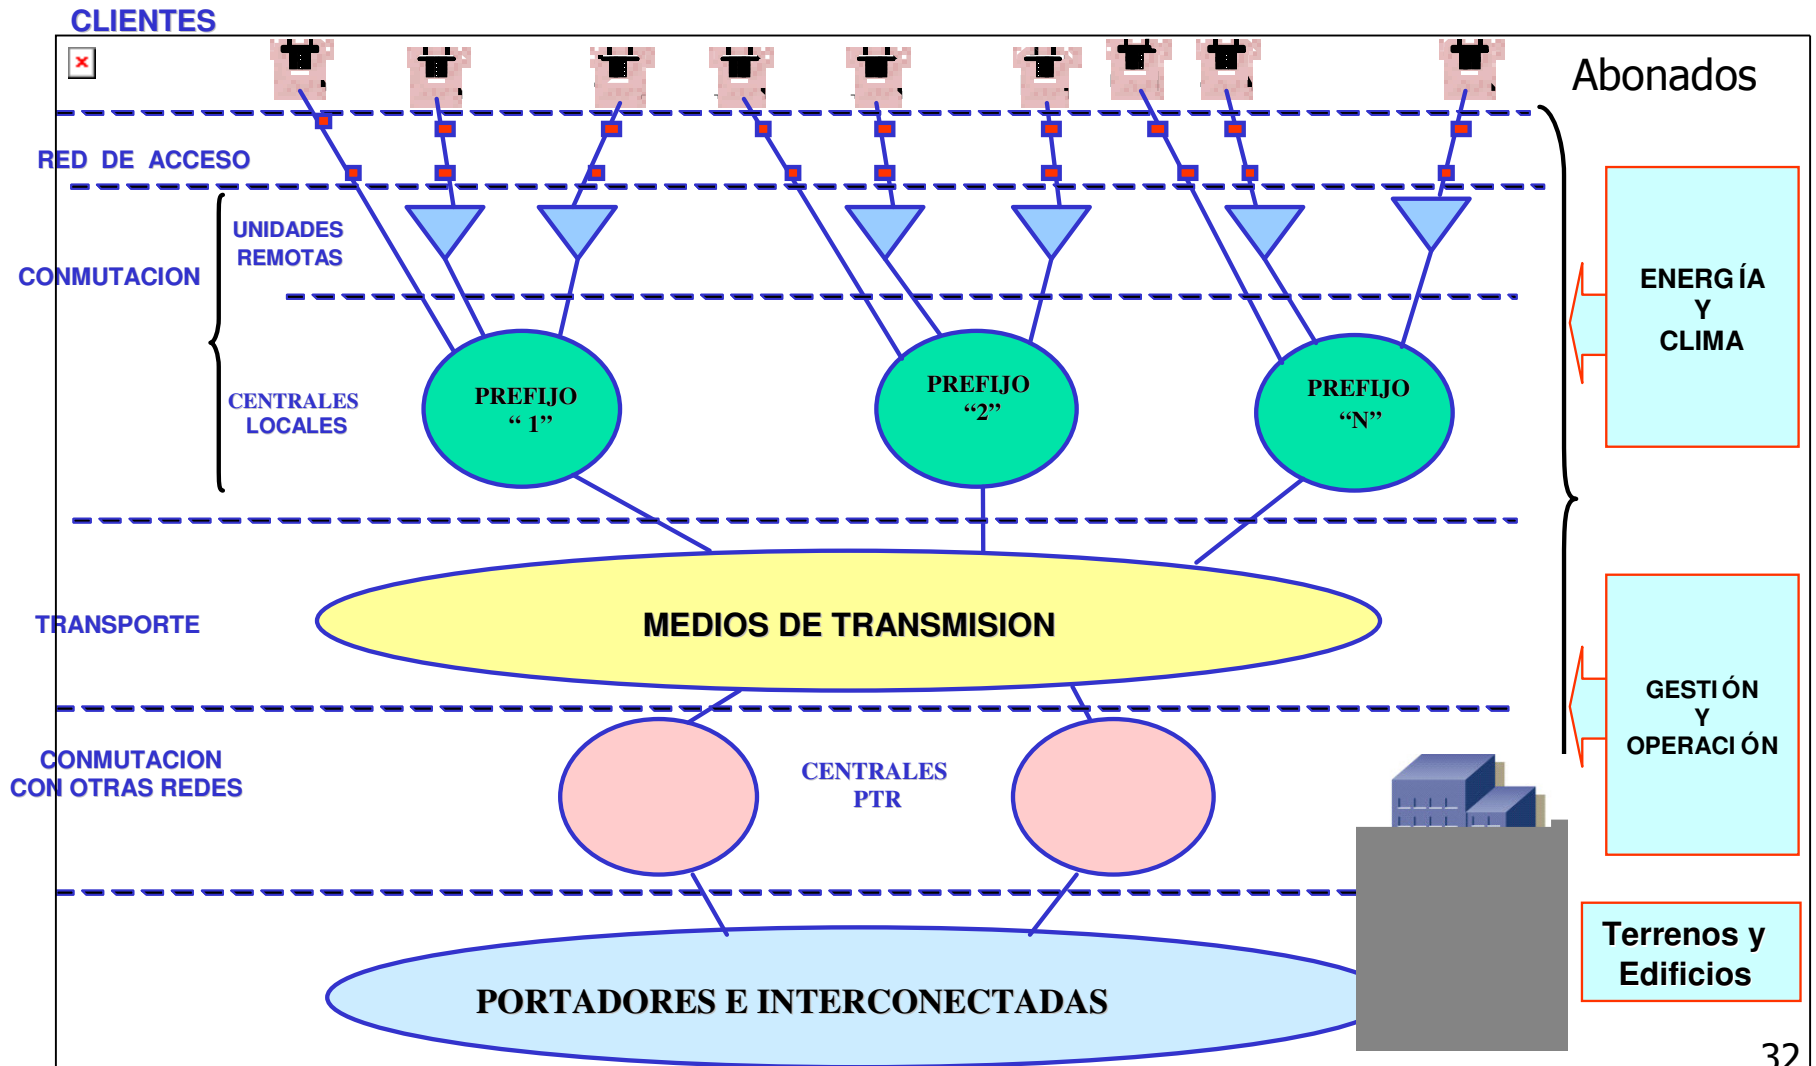 CLIENTES
Abonados
RED DE ACCESO
UNIDADES
REMOTAS
CONMUTACION
ENERGÍA
Y
CLIMA
CENTRALES
LOCALES
PREFIJO
“ 1”
PREFIJO
“2”
PREFIJO
“N”
TRANSPORTE
MEDIOS DE TRANSMISION
GESTIÓN
Y
OPERACIÓN
CONMUTACION
CON OTRAS REDES
CENTRALES
PTR
Terrenos y
Edificios
PORTADORES E INTERCONECTADAS
32